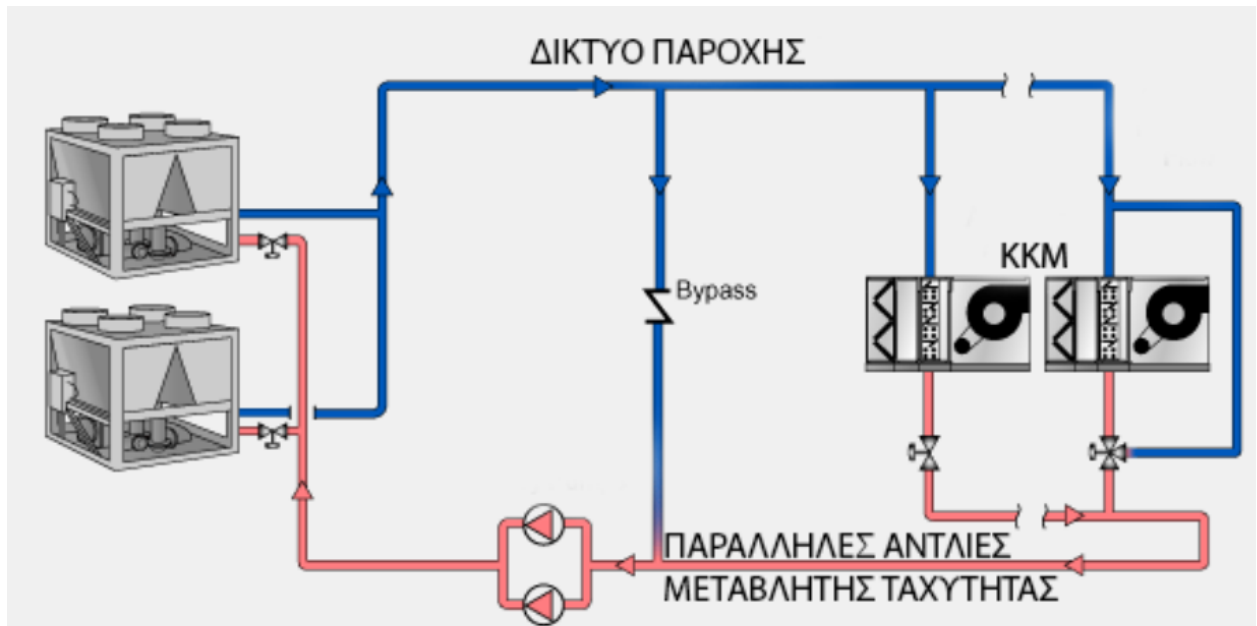 ΔΙΚΤΥΟ ΠΑΡΟΧΗΣ
ΚΚΜ
Bypass
ΠΑΡΑΛΛΗΛΕΣ ΑΝΤΛΙΕΣ
ΜΕΤΑΒΛΗΤΗΣ ΤΑΧΥΤΗΤΑΣ